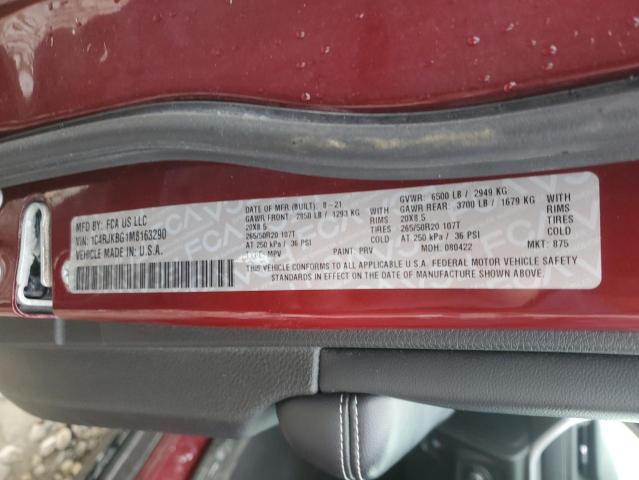 MFD BY: FCA US LLC
VIN: 1C4RJKBG1M8163290
VEHICLE MADE IN: U.S.A.
DATE OF MFR (BUILT): 8-21
GAWR FRONT: 2850 LB / 1293 KG WITH
20X8.5 RIMS
265/50R20 107T TIRES
AT 250 kPa / 36 PSI COLD
TYPE: MPV PAINT: PRV
GVWR: 6500 LB / 2949 KG
GAWR REAR: 3700 LB / 1679 KG WITH
20X8.5 RIMS
265/50R20 107T TIRES
AT 250 kPa / 36 PSI COLD
MDH: 080422 MKT: 875
THIS VEHICLE CONFORMS TO ALL APPLICABLE U.S.A. FEDERAL MOTOR VEHICLE SAFETY
STANDARDS IN EFFECT ON THE DATE OF MANUFACTURE SHOWN ABOVE.